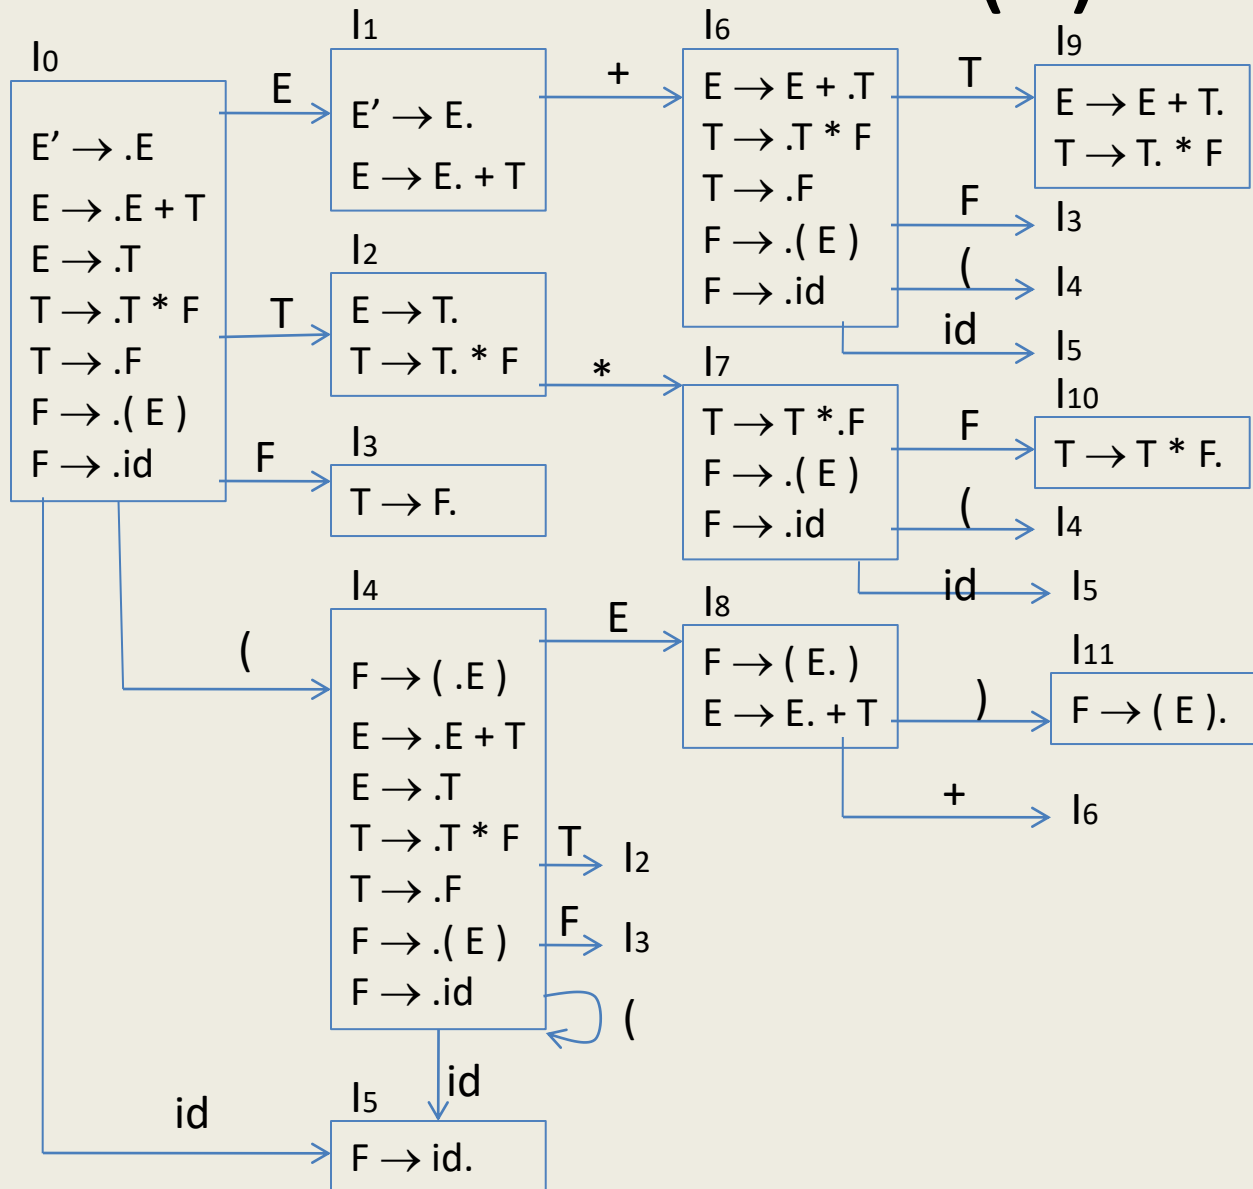 ( )
I0
E' → .E
E → .E + T
E → .T
T → .T * F
T → .F
F → .( E )
F → .id
E
T
F
(
id
I1
E' → E.
E → E. + T
+
I2
E → T.
T → T. * F
*
I3
T → F.
I4
F → ( .E )
E → .E + T
E → .T
T → .T * F
T → .F
F → .( E )
F → .id
E
T
I2
F
I3
(
id
I5
F → id.
I6
E → E + .T
T → .T * F
T → .F
F → .( E )
F → .id
T
F
I3
(
I4
id
I5
I7
T → T *.F
F → .( E )
F → .id
F
(
I4
id
I5
I8
F → ( E. )
E → E. + T
)
+
I6
I9
E → E + T.
T → T. * F
I10
T → T * F.
I11
F → ( E ).